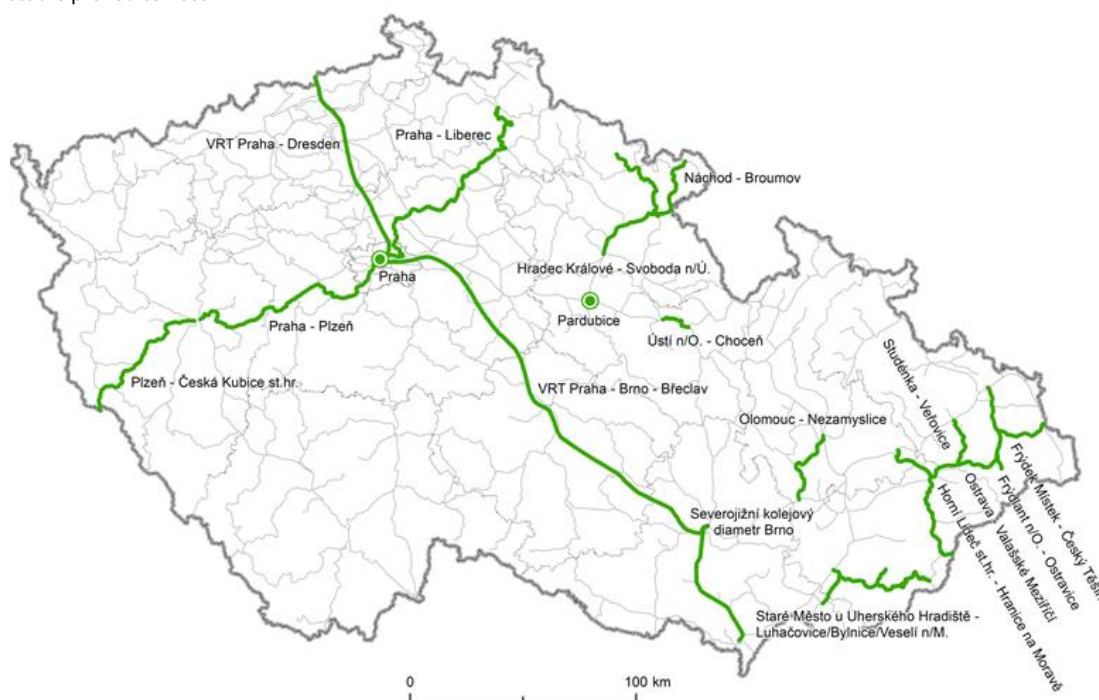 VRT Praha - Dresden
Praha - Liberec
Náchod - Broumov
Hradec Králové - Svoboda n/Ú.
Praha
Pardubice
Praha - Plzeň
Ústí n/O. - Choceň
Plzeň - Česká Kubice st.hr.
VRT Praha - Brno - Břeclav
Olomouc - Nezamyslice
Studénka - Veřovice
Severojižní kolejový
diametr Brno
Frýdek Místek - Český Těšín
Frýdlant n/O. - Ostravice
Ostrava - Valašské Meziříčí
Horní Lideč st.hr. - Hranice na Moravě
Staré Město u Uherského Hradiště -
Luhačovice/Bylnice/Veselí n/M.
0
100 km